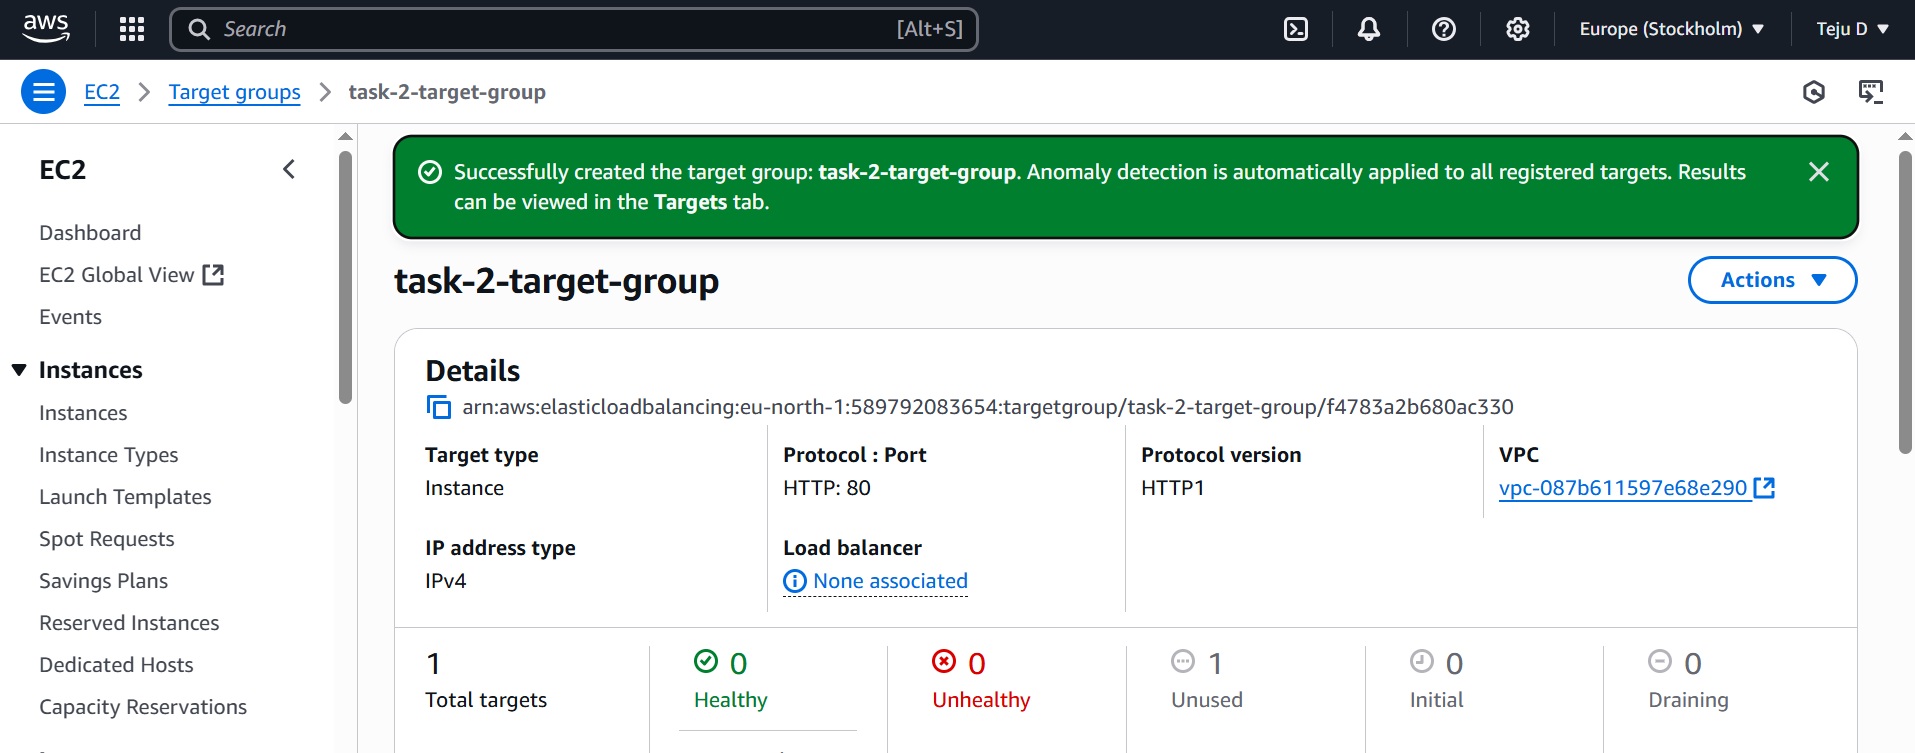 aws
Search [Alt+S]
Europe (Stockholm) Teju D
EC2 Target groups task-2-target-group
EC2
Dashboard
EC2 Global View
Events
Instances
Instances
Instance Types
Launch Templates
Spot Requests
Savings Plans
Reserved Instances
Dedicated Hosts
Capacity Reservations
Successfully created the target group: task-2-target-group. Anomaly detection is automatically applied to all registered targets. Results
can be viewed in the Targets tab.
task-2-target-group
Actions
Details
arn:aws:elasticloadbalancing:eu-north-1:589792083654:targetgroup/task-2-target-group/f4783a2b680ac330
Target type
Instance
Protocol : Port
HTTP: 80
Protocol version
HTTP1
VPC
vpc-087b611597e68e290
IP address type
IPv4
Load balancer
None associated
1
Total targets
0
Healthy
0
Unhealthy
1
Unused
0
Initial
0
Draining